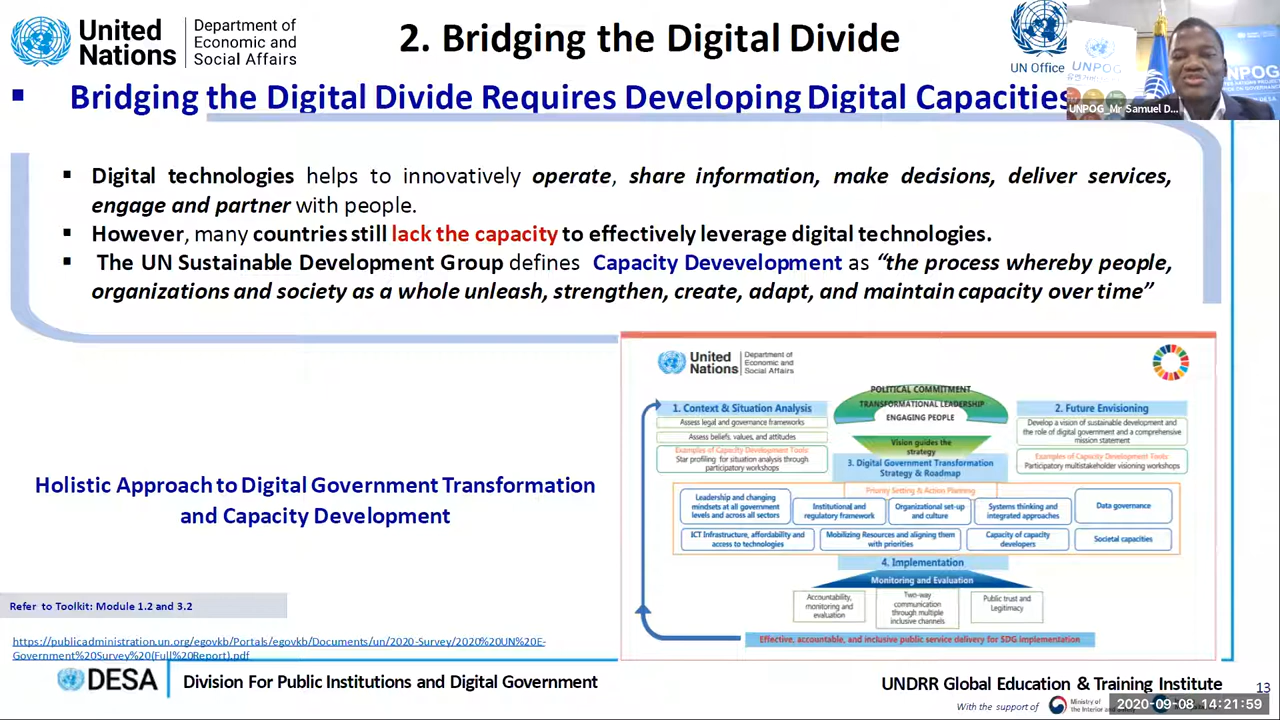 United Nations
Department of Economic and Social Affairs
2. Bridging the Digital Divide
UN Office
UNPOG
UNPOG
UNPOG_Mr Samuel D...
▪ Bridging the Digital Divide Requires Developing Digital Capacities
▪ Digital technologies helps to innovatively operate, share information, make decisions, deliver services,
engage and partner with people.
▪ However, many countries still lack the capacity to effectively leverage digital technologies.
▪ The UN Sustainable Development Group defines Capacity Devevelopment as “the process whereby people,
organizations and society as a whole unleash, strengthen, create, adapt, and maintain capacity over time”
Holistic Approach to Digital Government Transformation
and Capacity Development
United Nations
Department of Economic and Social Affairs
POLITICAL COMMITMENT
TRANSFORMATIONAL LEADERSHIP
ENGAGING PEOPLE
1. Context & Situation Analysis
Assess legal and governance frameworks
Assess beliefs, values, and attitudes
Examples of Capacity Development Tools:
Star profiling for situation analysis through
participatory workshops
2. Future Envisioning
Develop a vision of sustainable development and
the role of digital government and a comprehensive
mission statement
Examples of Capacity Development Tools:
Participatory multistakeholder visioning workshops
Vision guides the
strategy
3. Digital Government Transformation
Strategy & Roadmap
Priority Setting & Action Planning
Leadership and changing
mindsets at all government
levels and across all sectors
Institutional and
regulatory framework
Organizational set-up
and culture
Systems thinking and
integrated approaches
Data governance
ICT Infrastructure, affordability and
access to technologies
Mobilizing Resources and aligning them
with priorities
Capacity of capacity
developers
Societal capacities
4. Implementation
Monitoring and Evaluation
Accountability,
monitoring and
evaluation
Two-way
communication
through multiple
inclusive channels
Public trust and
Legitimacy
Effective, accountable, and inclusive public service delivery for SDG implementation
Refer to Toolkit: Module 1.2 and 3.2
https://publicadministration.un.org/egovkb/Portals/egovkb/Documents/un/2020-Survey/2020%20UN%20E-
Government%20Survey%20(Full%20Report).pdf
DESA
Division For Public Institutions and Digital Government
UNDRR Global Education & Training Institute
13
With the support of
Ministry of
the Interior
2020-09-08 14:21:59